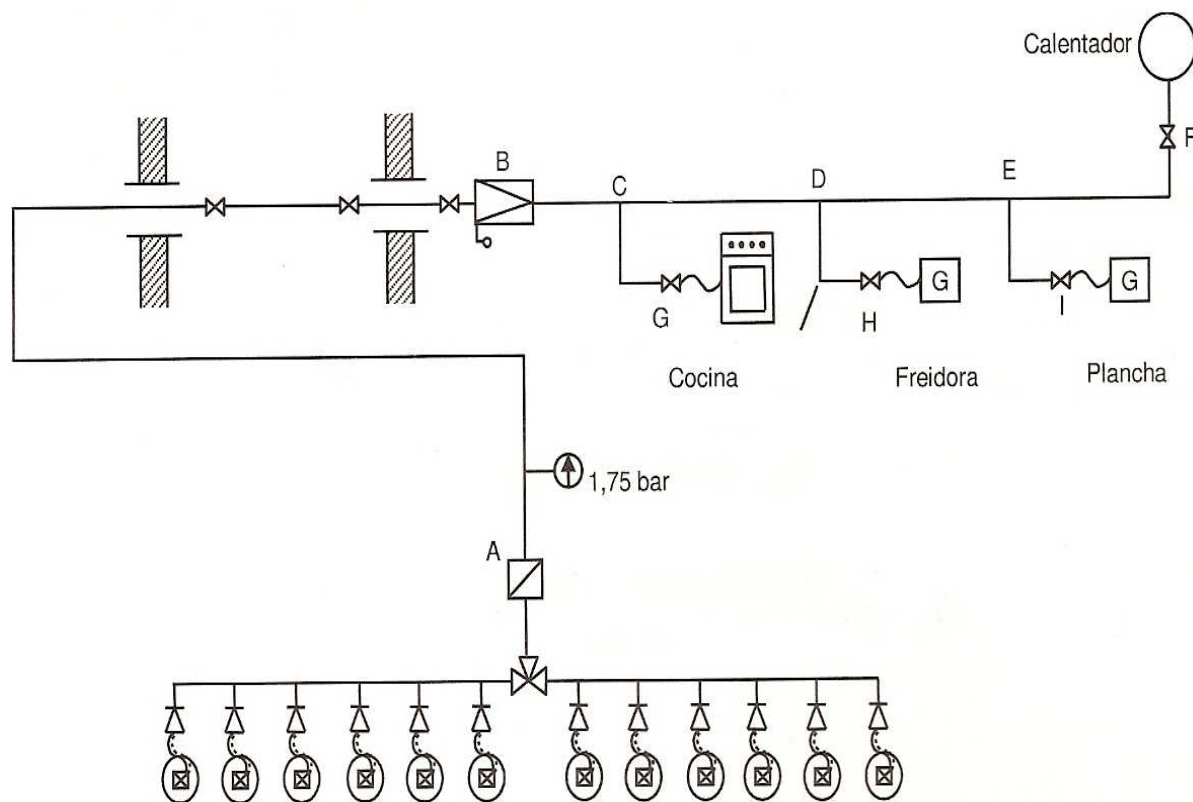 Calentador
F
B
C
D
E
G
G
G
H
I
Cocina
Freidora
Plancha
1,75 bar
A